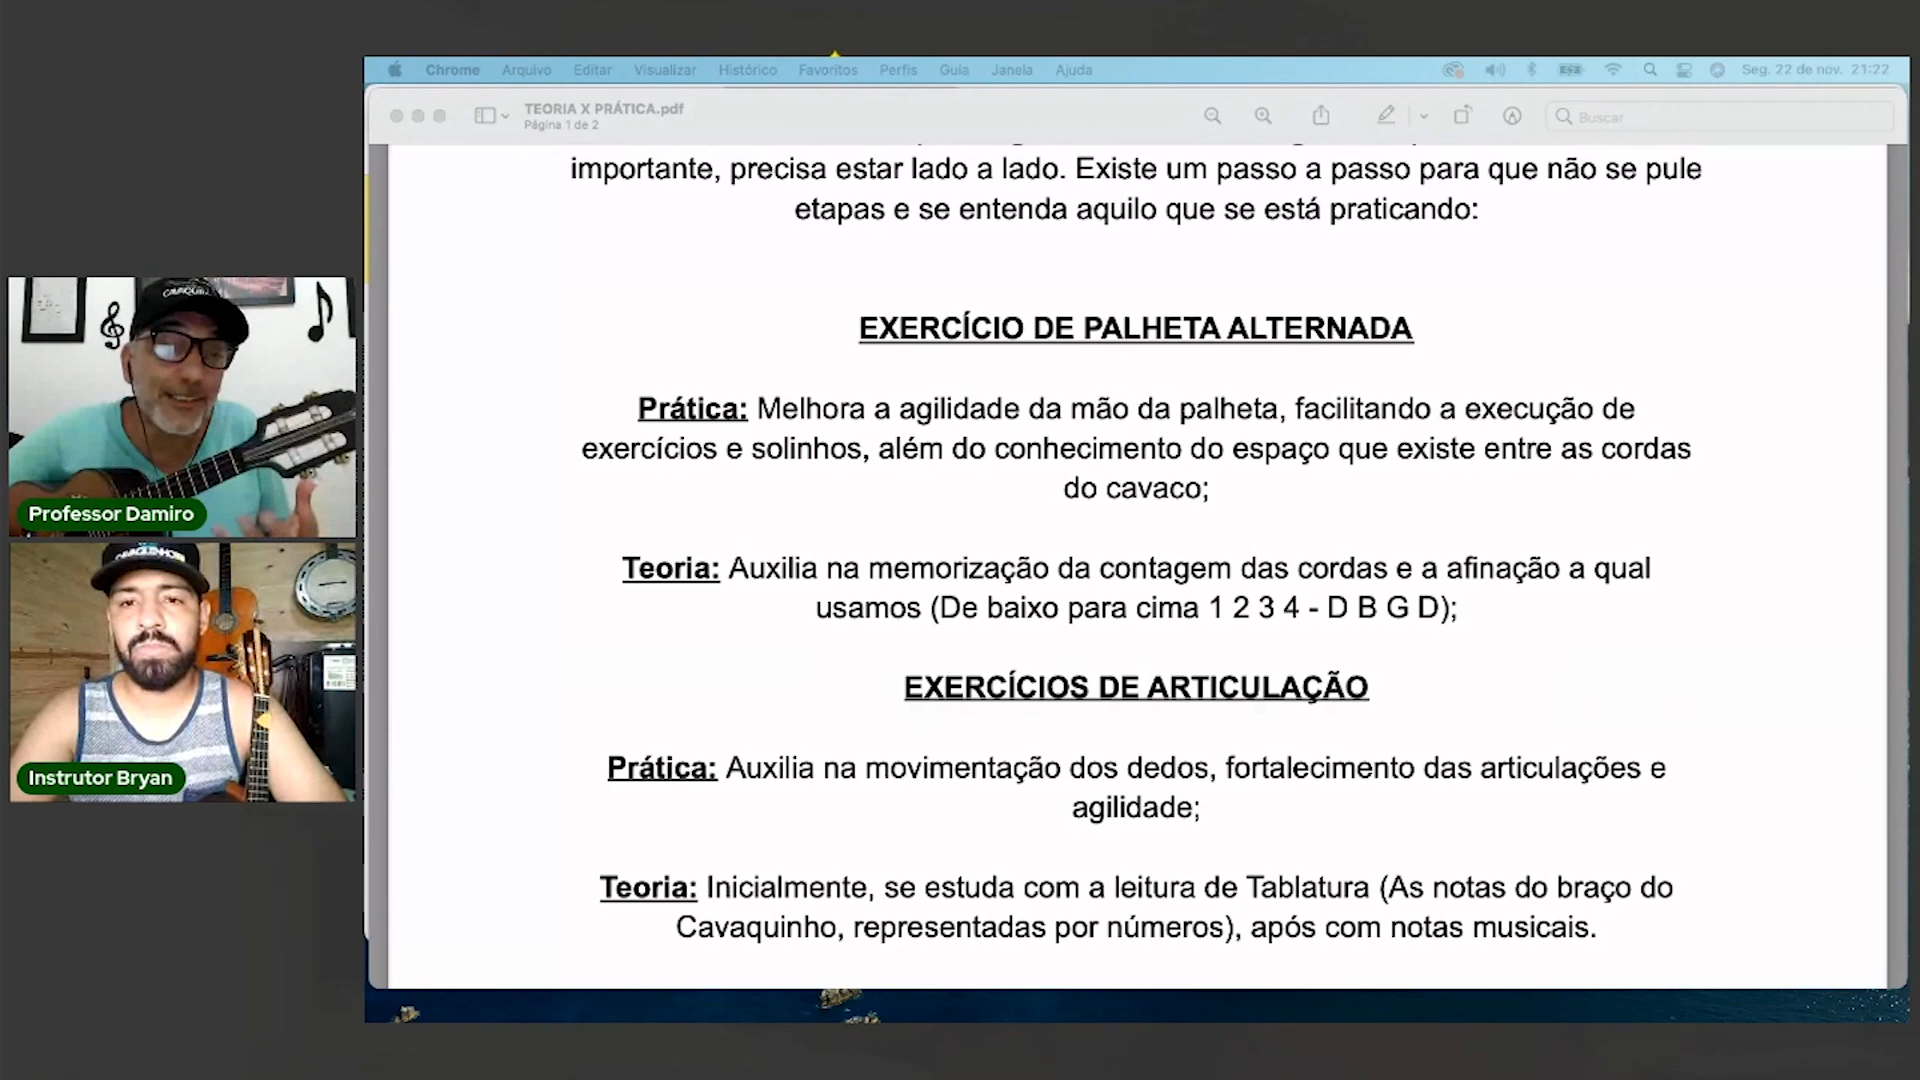 Chrome Arquivo Editar Visualizar Histórico Favoritos Perfis Guia Janela Ajuda Seg. 22 de nov. 21:22
TEORIA X PRÁTICA.pdf
Página 1 de 2
Buscar
importante, precisa estar lado a lado. Existe um passo a passo para que não se pule
etapas e se entenda aquilo que se está praticando:
EXERCÍCIO DE PALHETA ALTERNADA
Prática: Melhora a agilidade da mão da palheta, facilitando a execução de
exercícios e solinhos, além do conhecimento do espaço que existe entre as cordas
do cavaco;
Teoria: Auxilia na memorização da contagem das cordas e a afinação a qual
usamos (De baixo para cima 1 2 3 4 - D B G D);
EXERCÍCIOS DE ARTICULAÇÃO
Prática: Auxilia na movimentação dos dedos, fortalecimento das articulações e
agilidade;
Teoria: Inicialmente, se estuda com a leitura de Tablatura (As notas do braço do
Cavaquinho, representadas por números), após com notas musicais.
Professor Damiro
Instrutor Bryan